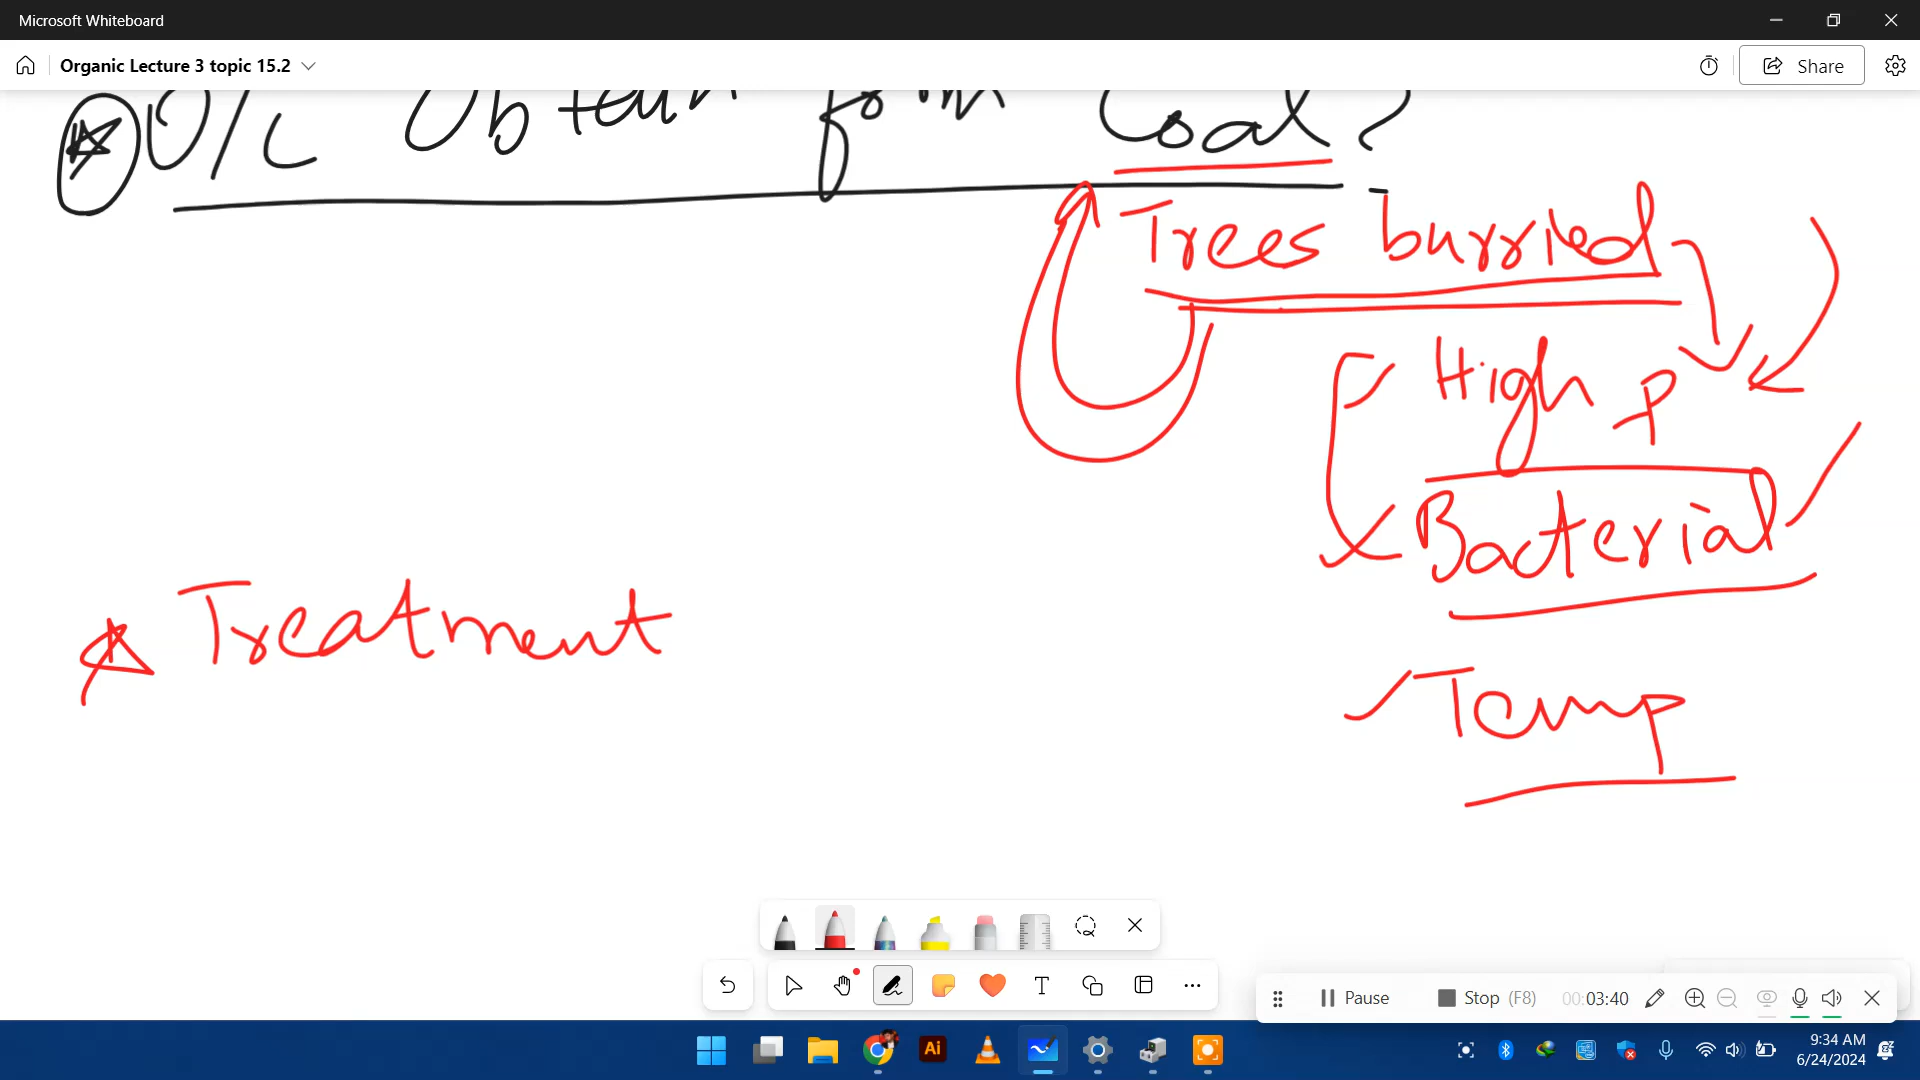 Microsoft Whiteboard
Organic Lecture 3 topic 15.2
Share
O/C Obtain from Coal?
Trees burried
High P
Bacterial
Treatment
Temp
Pause
Stop (F8)
00:03:40
Ai
9:34 AM
6/24/2024